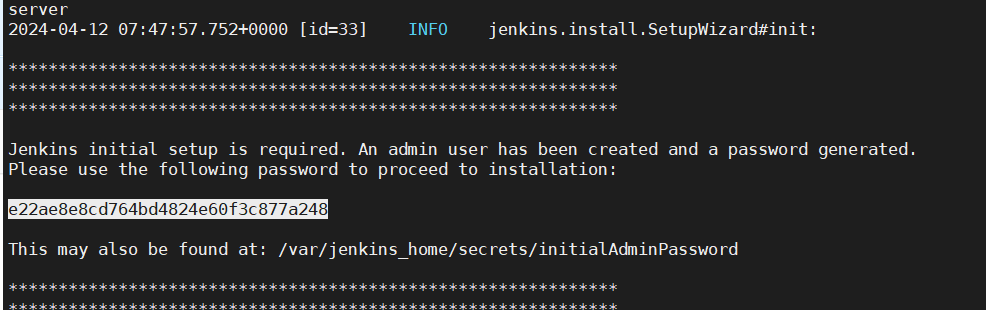 server
2024-04-12 07:47:57.752+0000 [id=33]    INFO    jenkins.install.SetupWizard#init:
*************************************************************
*************************************************************
*************************************************************
Jenkins initial setup is required. An admin user has been created and a password generated.
Please use the following password to proceed to installation:
e22ae8e8cd764bd4824e60f3c877a248
This may also be found at: /var/jenkins_home/secrets/initialAdminPassword
*************************************************************
*************************************************************